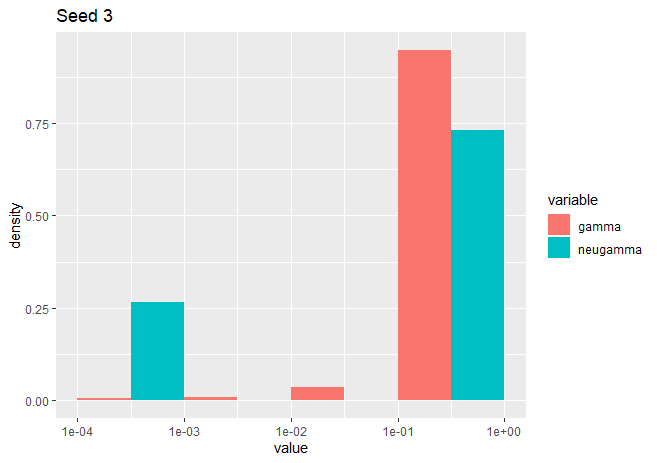 Seed 3
density
0.75
0.50
0.25
0.00
1e-04 1e-03 1e-02 1e-01 1e+00
value
variable
gamma
neugamma